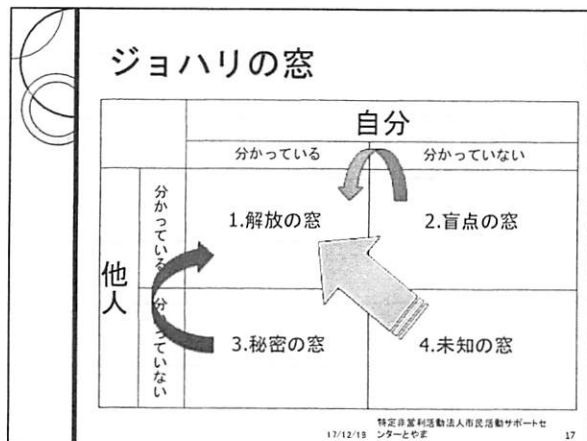 ジョハリの窓
自分
分かっている
分かっていない
他人
分かっている
分かっていない
1.解放の窓
2.盲点の窓
3.秘密の窓
4.未知の窓
17/12/19
特定非営利活動法人市民活動サポートセ
ンターとやま
17